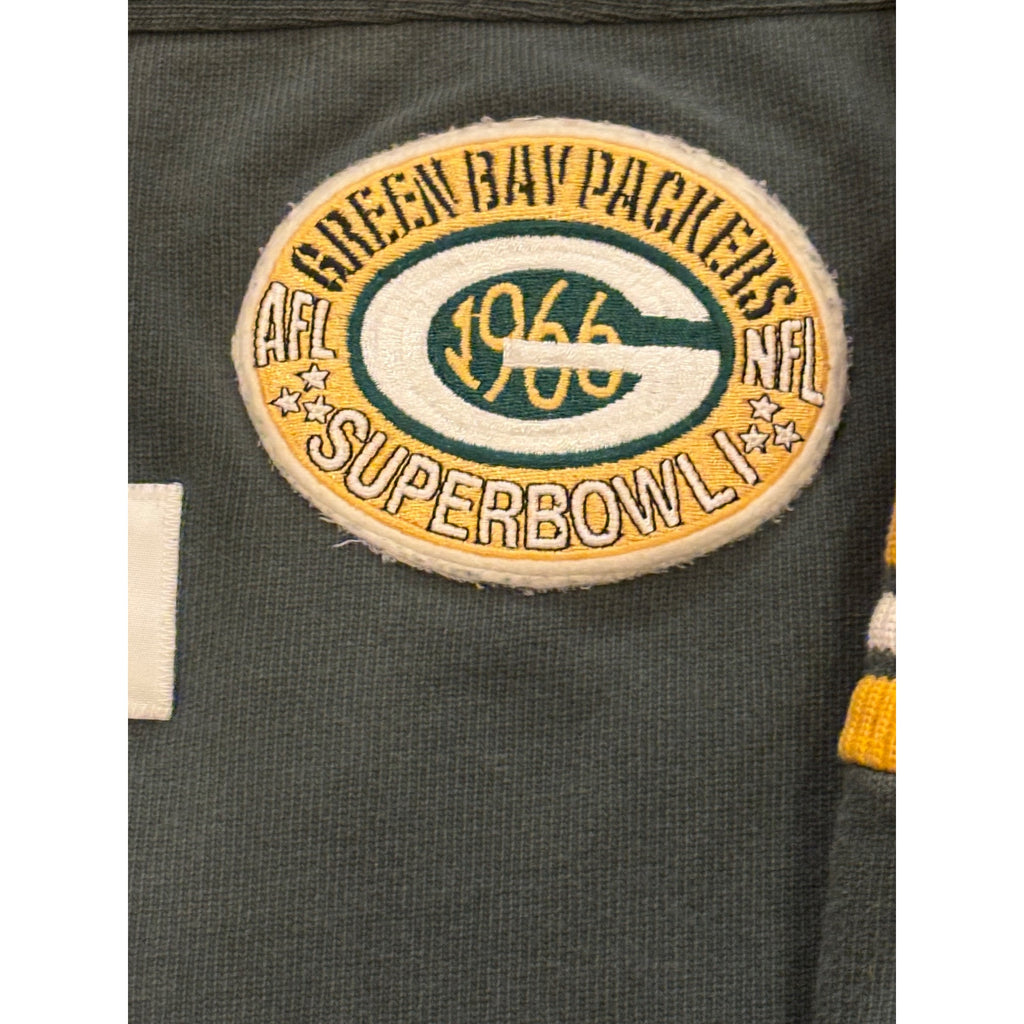 GREEN BAY PACKERS
AFL
1966
NFL
SUPERBOWL I